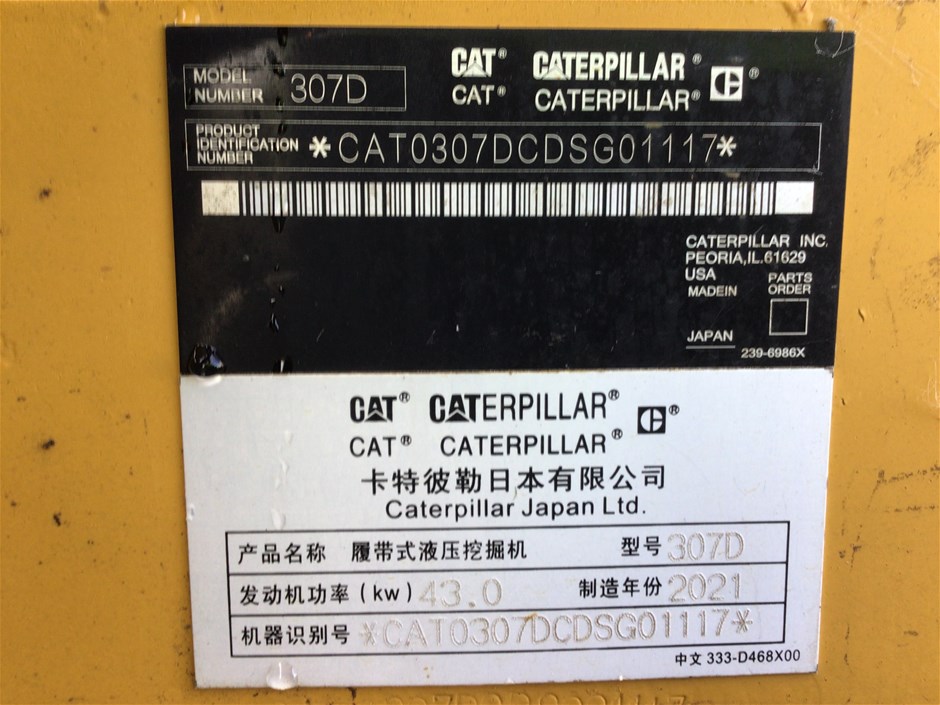 MODEL NUMBER 307D
CAT® CATERPILLAR® ®
CAT® CATERPILLAR®
PRODUCT IDENTIFICATION NUMBER *CAT0307DCDSG01117*
CATERPILLAR INC.
PEORIA,IL.61629
USA
MADEIN
PARTS ORDER
JAPAN
239-6986X
CAT® CATERPILLAR® ®
CAT® CATERPILLAR®
卡特彼勒日本有限公司
Caterpillar Japan Ltd.
产品名称 履带式液压挖掘机 型号 307D
发动机功率(kw) 43.0 制造年份 2021
机器识别号 *CAT0307DCDSG01117*
中文 333-D468X00